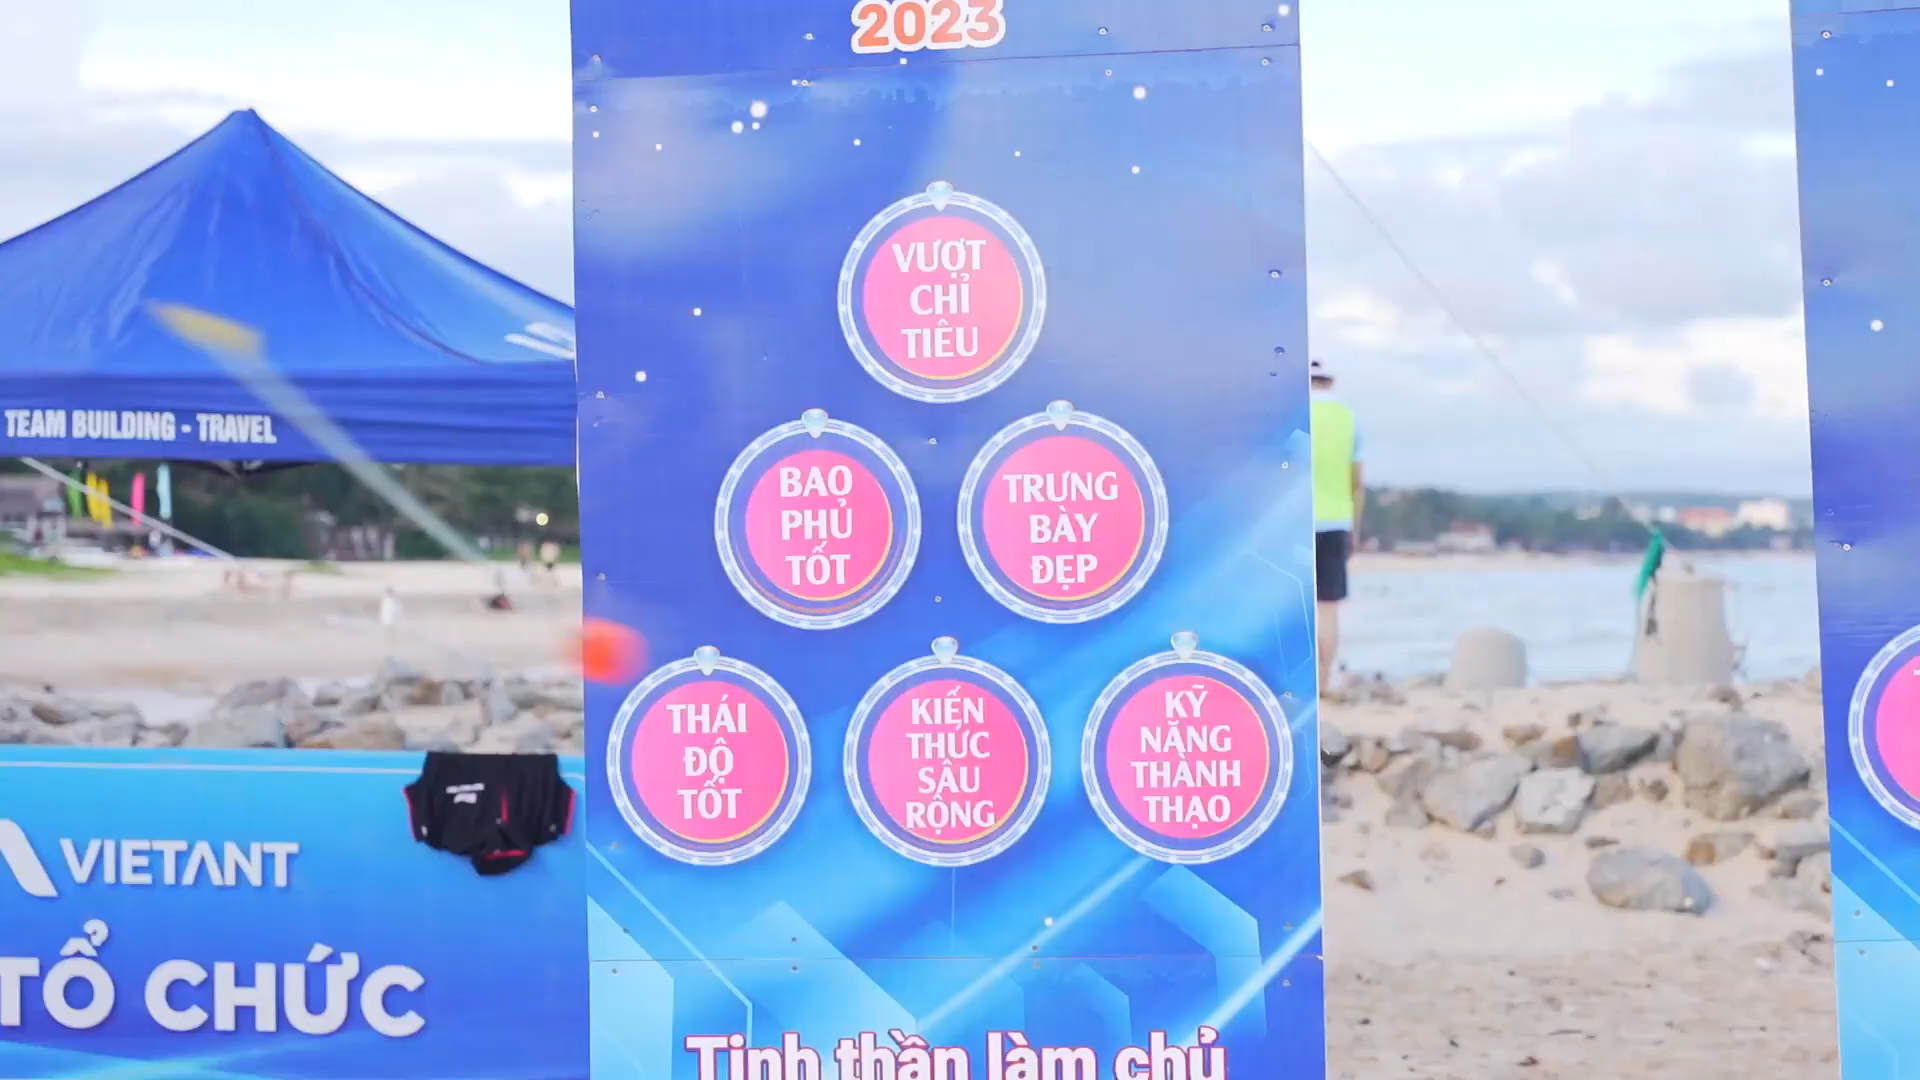 2023
VƯỢT
CHỈ
TIÊU
BAO
PHỦ
TỐT
TRƯNG
BÀY
ĐẸP
THÁI
ĐỘ
TỐT
KIẾN
THỨC
SÂU
RỘNG
KỸ
NĂNG
THÀNH
THẠO
Tinh thần làm chủ
TEAM BUILDING - TRAVEL
VIETANT
TỔ CHỨC